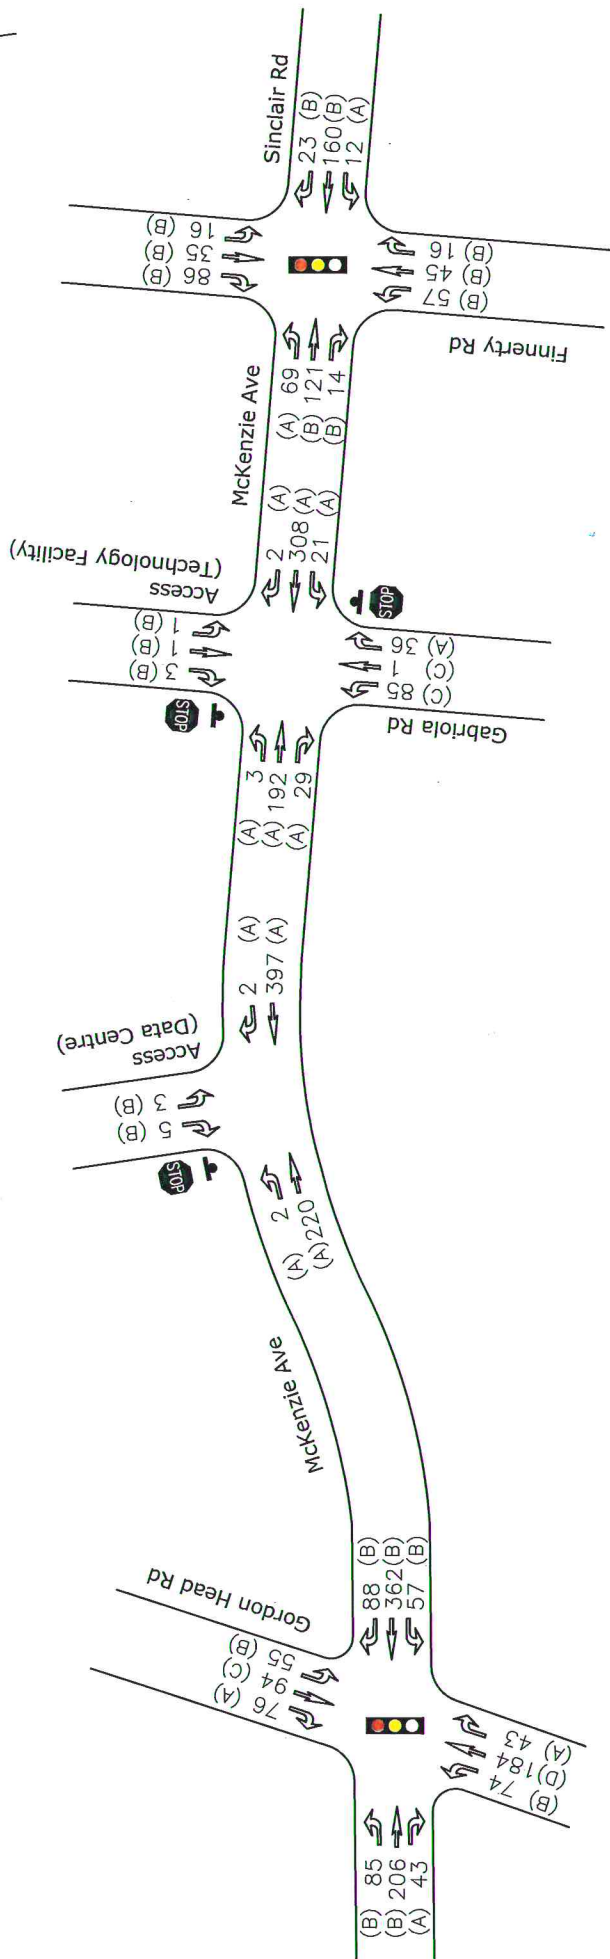 Sinclair Rd
23 (B)
160 (B)
12 (A)
16 (B)
35 (B)
86 (B)
(B) 16
(B) 45
(B) 57
Finnerty Rd
(A) 69
(B) 121
(B) 14
McKenzie Ave
2 (A)
308 (A)
21 (A)
Access
(Technology Facility)
1 (B)
1 (B)
3 (B)
STOP
STOP
(A) 36
(C) 1
(C) 85
Gabriola Rd
(A) 3
(A) 192
(A) 29
2 (A)
397 (A)
Access
(Data Centre)
3 (B)
5 (B)
STOP
(A) 2
(A) 220
McKenzie Ave
88 (B)
362 (B)
57 (B)
Gordon Head Rd
55 (B)
94 (C)
76 (A)
(A) 43
(D) 184
(B) 74
(B) 85
(B) 206
(A) 43